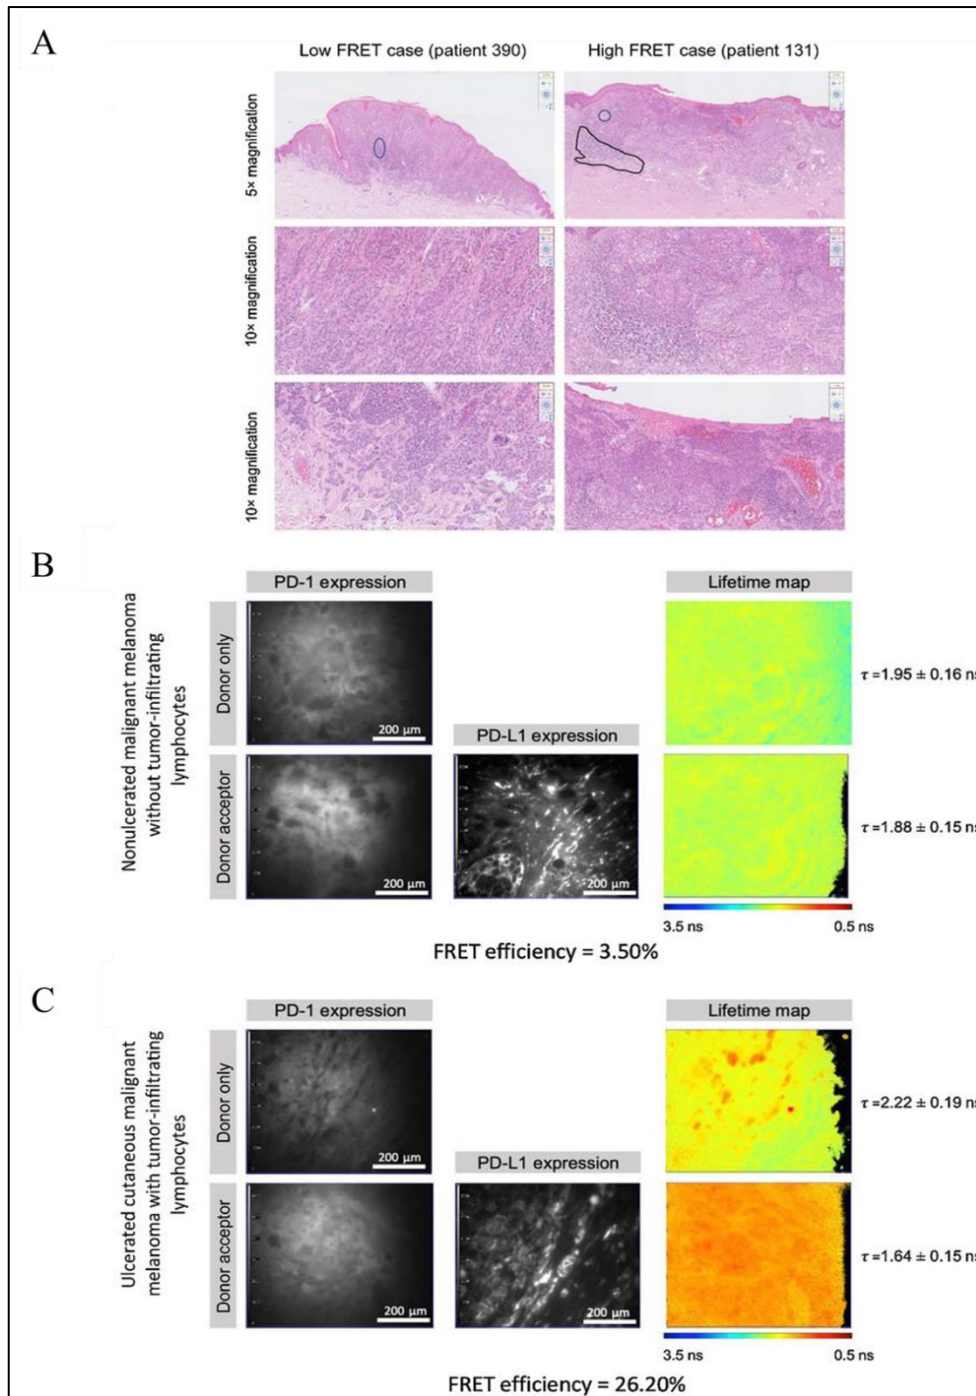 A
Low FRET case (patient 390)
High FRET case (patient 131)
5× magnification
10× magnification
10× magnification
B
PD-1 expression
Lifetime map
Nonulcerated malignant melanoma
without tumor-infiltrating
lymphocytes
Donor only
200 µm
τ =1.95 ± 0.16 ns
PD-L1 expression
Donor acceptor
200 µm
200 µm
τ =1.88 ± 0.15 ns
3.5 ns
0.5 ns
FRET efficiency = 3.50%
C
PD-1 expression
Lifetime map
Ulcerated cutaneous malignant
melanoma with tumor-infiltrating
lymphocytes
Donor only
200 µm
τ =2.22 ± 0.19 ns
PD-L1 expression
Donor acceptor
200 µm
200 µm
τ =1.64 ± 0.15 ns
3.5 ns
0.5 ns
FRET efficiency = 26.20%